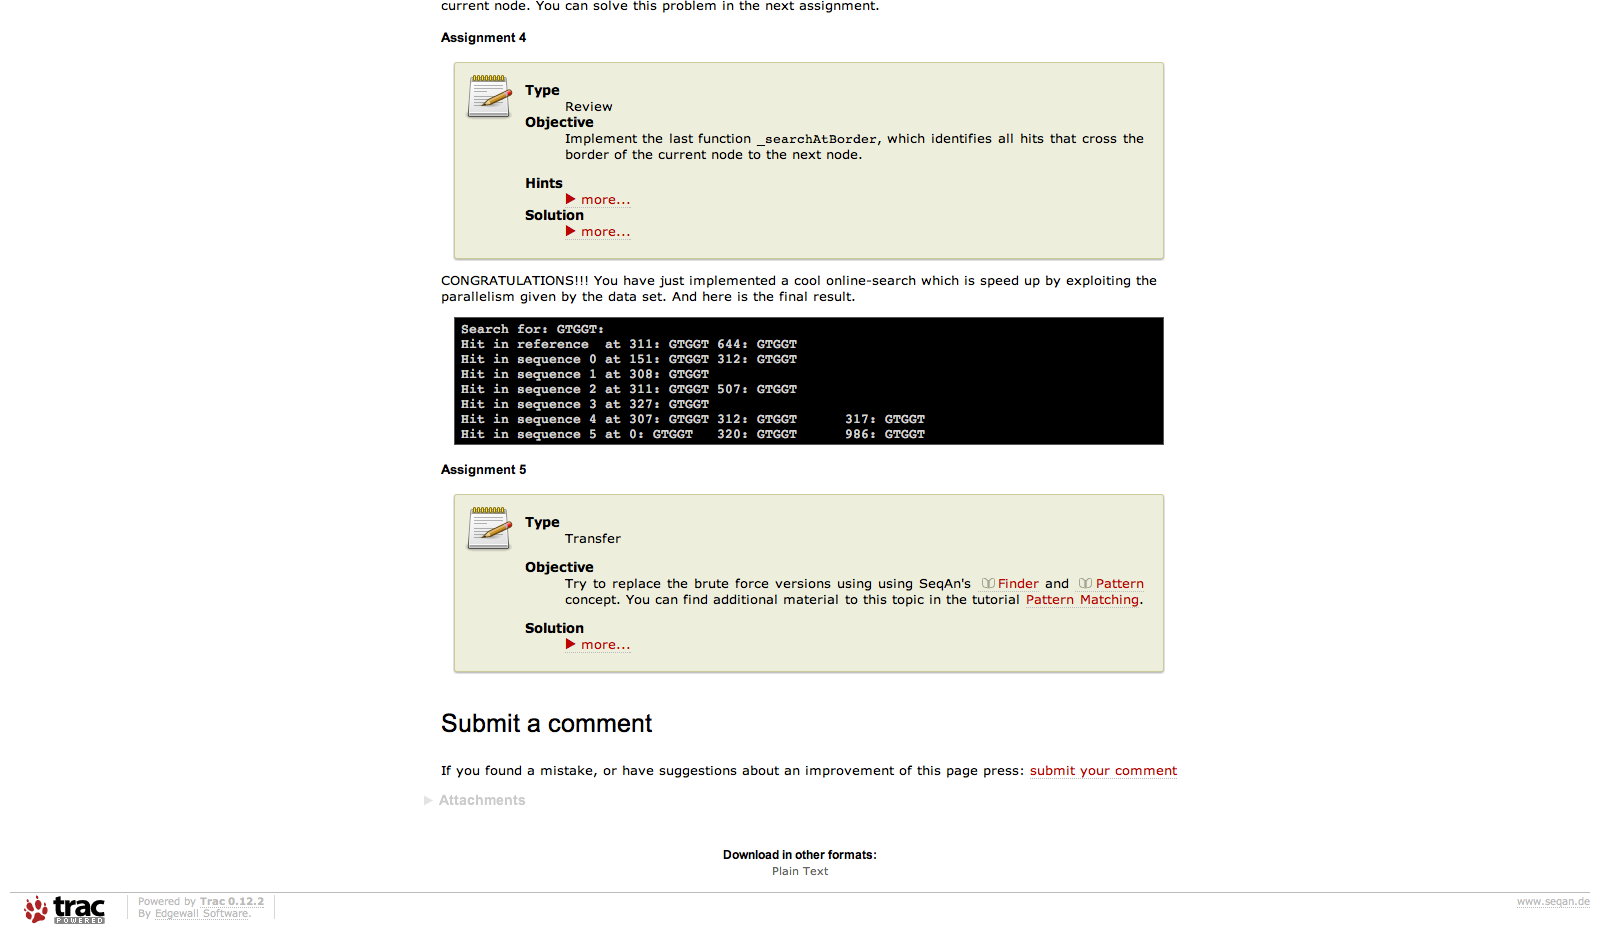 current node. You can solve this problem in the next assignment.
Assignment 4
Type
Review
Objective
Implement the last function _searchAtBorder, which identifies all hits that cross the
border of the current node to the next node.
Hints
▶ more...
Solution
▶ more...
CONGRATULATIONS!!! You have just implemented a cool online-search which is speed up by exploiting the
parallelism given by the data set. And here is the final result.
Search for: GTGGT:
Hit in reference  at 311: GTGGT 644: GTGGT
Hit in sequence 0 at 151: GTGGT 312: GTGGT
Hit in sequence 1 at 308: GTGGT
Hit in sequence 2 at 311: GTGGT 507: GTGGT
Hit in sequence 3 at 327: GTGGT
Hit in sequence 4 at 307: GTGGT 312: GTGGT      317: GTGGT
Hit in sequence 5 at 0: GTGGT   320: GTGGT      986: GTGGT
Assignment 5
Type
Transfer
Objective
Try to replace the brute force versions using using SeqAn's Finder and Pattern
concept. You can find additional material to this topic in the tutorial Pattern Matching.
Solution
▶ more...
Submit a comment
If you found a mistake, or have suggestions about an improvement of this page press: submit your comment
▶ Attachments
Download in other formats:
Plain Text
trac
POWERED
Powered by Trac 0.12.2
By Edgewall Software.
www.seqan.de